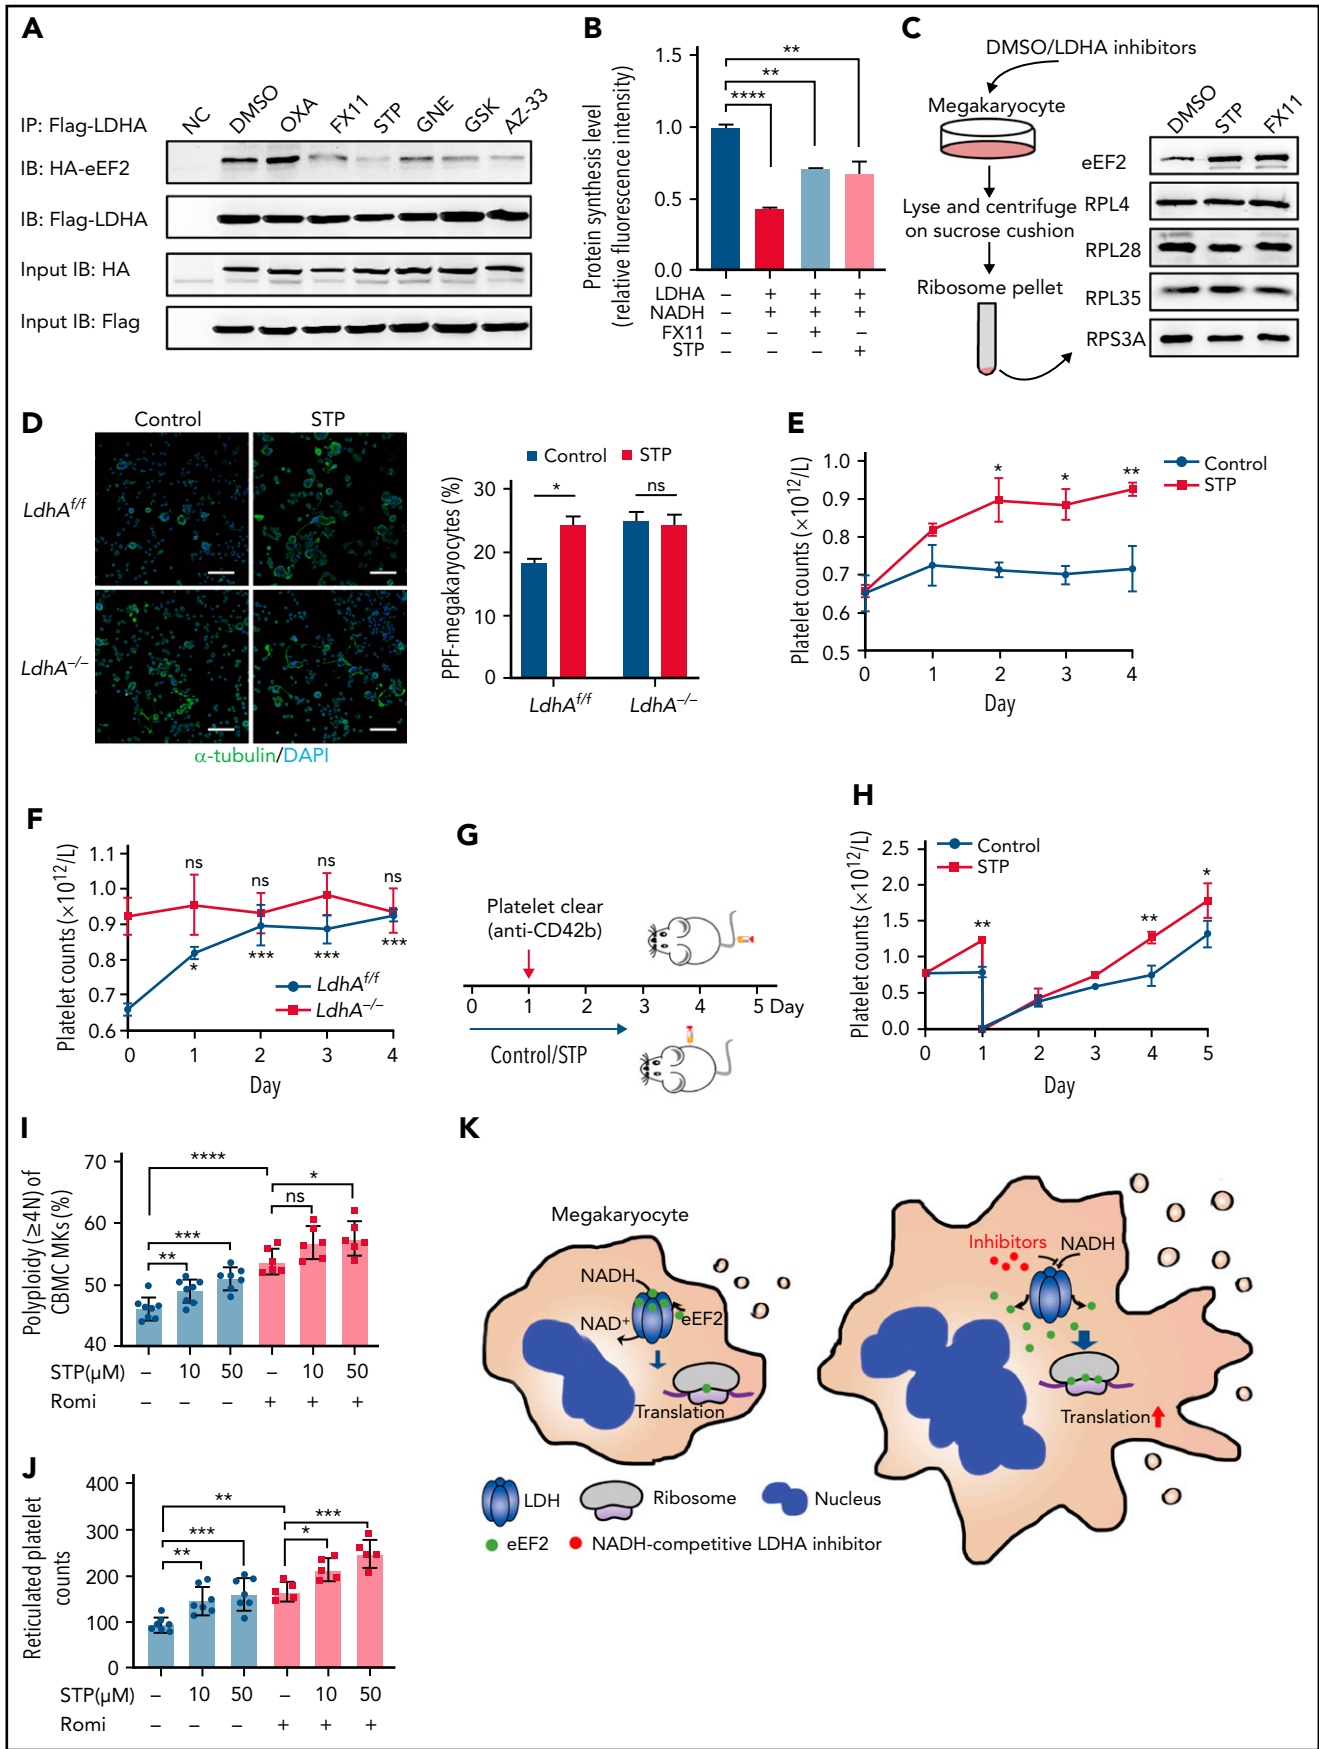 A
IP: Flag-LDHA
NC
DMSO
OXA
FX11
STP
GNE
GSK
AZ-33
IB: HA-eEF2
IB: Flag-LDHA
Input IB: HA
Input IB: Flag
B
Protein synthesis level
(relative fluorescence intensity)
1.5
1.0
0.5
0.0
**
**
****
LDHA – + + +
NADH – + + +
FX11 – – + –
STP – – – +
C
DMSO/LDHA inhibitors
Megakaryocyte
Lyse and centrifuge
on sucrose cushion
Ribosome pellet
DMSO
STP
FX11
eEF2
RPL4
RPL28
RPL35
RPS3A
D
Control
STP
LdhA^f/f
LdhA^–/–
α-tubulin/DAPI
Control STP
PPF-megakaryocytes (%)
30
20
10
0
*
ns
LdhA^f/f LdhA^–/–
E
Platelet counts (×10^12/L)
1.0
0.9
0.8
0.7
0.6
0.5
* * **
Control
STP
0 1 2 3 4
Day
F
Platelet counts (×10^12/L)
1.1
1.0
0.9
0.8
0.7
0.6
ns ns ns ns
* *** *** ***
LdhA^f/f
LdhA^–/–
0 1 2 3 4
Day
G
Platelet clear
(anti-CD42b)
0 1 2 3 4 5 Day
Control/STP
H
Platelet counts (×10^12/L)
2.5
2.0
1.5
1.0
0.5
0.0
Control
STP
** ** *
0 1 2 3 4 5
Day
I
Polyploidy (≥4N) of
CBMC MKs (%)
70
60
50
40
****
*
ns
***
**
STP(µM) – 10 50 – 10 50
Romi – – – + + +
J
Reticulated platelet
counts
400
300
200
100
0
**
***
*
***
**
STP(µM) – 10 50 – 10 50
Romi – – – + + +
K
Megakaryocyte
NADH
NAD+
eEF2
Translation
Inhibitors
NADH
Translation
LDH
Ribosome
Nucleus
eEF2
NADH-competitive LDHA inhibitor